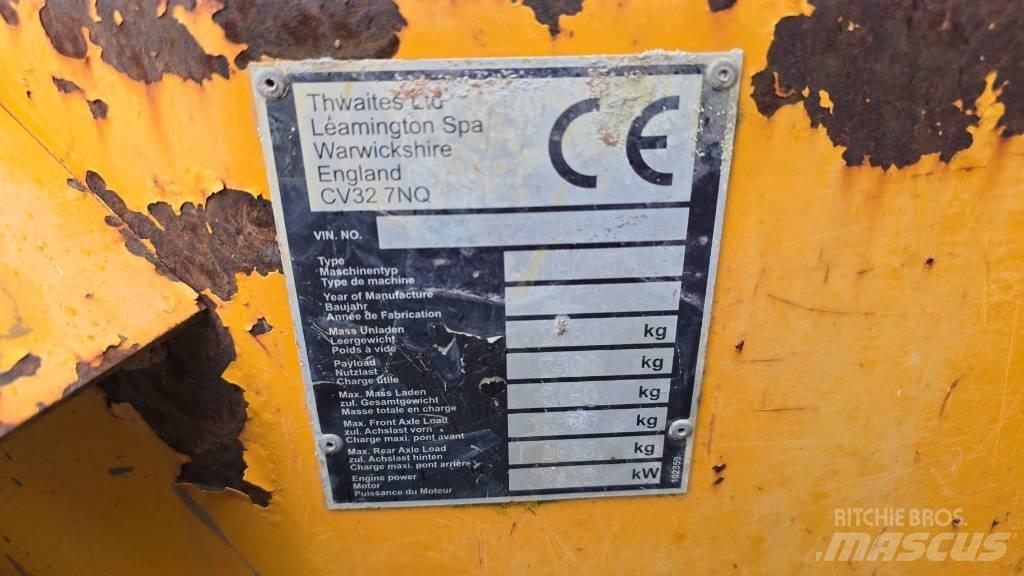 Thwaites Ltd
Leamington Spa
Warwickshire
England
CV32 7NQ
CE
VIN. NO.
Type
Maschinentyp
Type de machine
Year of Manufacture
Baujahr
Année de Fabrication
Mass Unladen
Leergewicht
Poids à vide
kg
Payload
Nutzlast
Charge utile
kg
Max. Mass Laden
zul. Gesamtgewicht
Masse totale en charge
kg
Max. Front Axle Load
zul. Achslast vorn
Charge maxi. pont avant
kg
Max. Rear Axle Load
zul. Achslast hinten
Charge maxi. pont arrière
kg
Engine power
Motor
Puissance du Moteur
kW
102359
RITCHIE BROS.
MASCUS